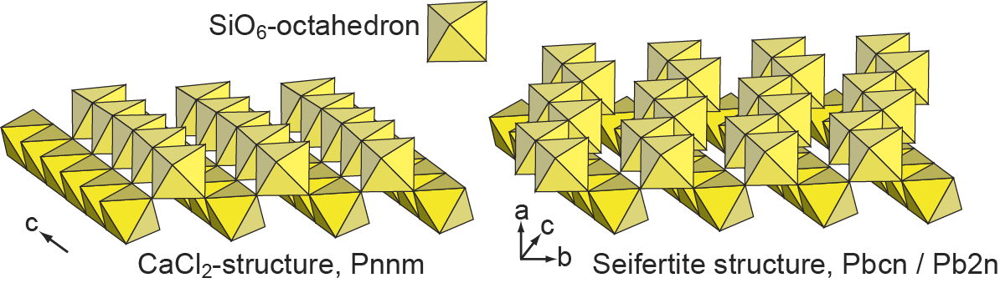 SiO₆-octahedron
c
CaCl₂-structure, Pnnm
a
c
b
Seifertite structure, Pbcn / Pb2n